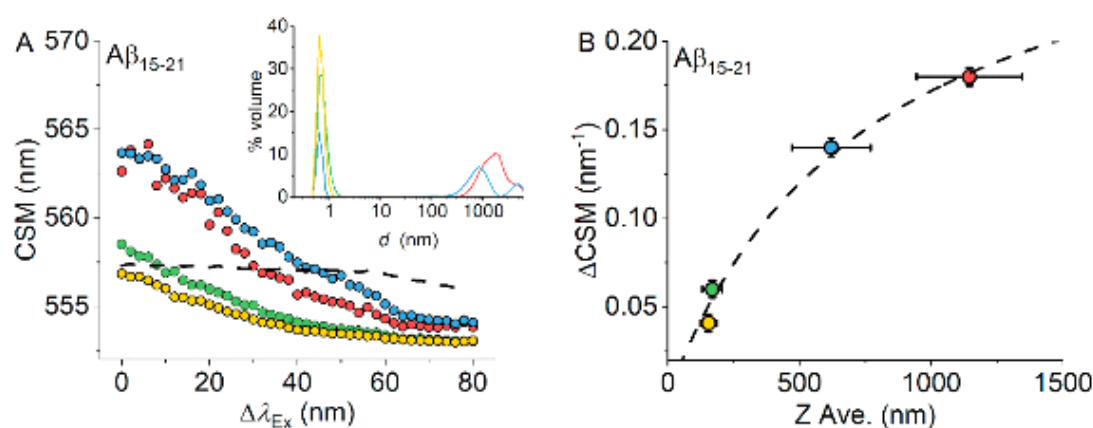 A
Aβ15-21
CSM (nm)
570
565
560
555
0
20
40
60
80
ΔλEx (nm)
% volume
40
30
20
10
0
1
10
100
1000
d (nm)
B
Aβ15-21
ΔCSM (nm-1)
0.20
0.15
0.10
0.05
0
500
1000
1500
Z Ave. (nm)